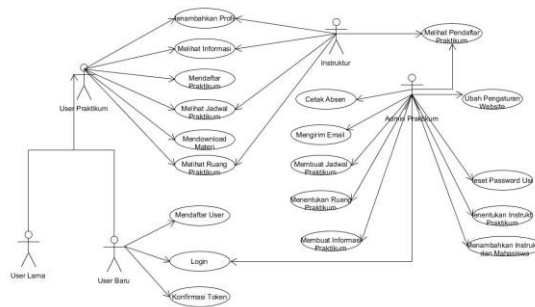 Menambahkan Profil
Melihat Informasi
Mendaftar
Praktikum
Melihat Jadwal
Praktikum
Mendownload
Materi
Melihat Ruang
Praktikum
User Praktikum
Instruktur
Melihat Pendaftar
Praktikum
Cetak Absen
Admin Praktikum
Ubah Pengaturan
Website
Mengirim Email
Membuat Jadwal
Praktikum
Menentukan Ruang
Praktikum
Membuat Informasi
Praktikum
Reset Password User
Menentukan Instruktur
Praktikum
Menambahkan Instruktur
dan Mahasiswa
User Lama
User Baru
Mendaftar User
Login
Konfirmasi Token